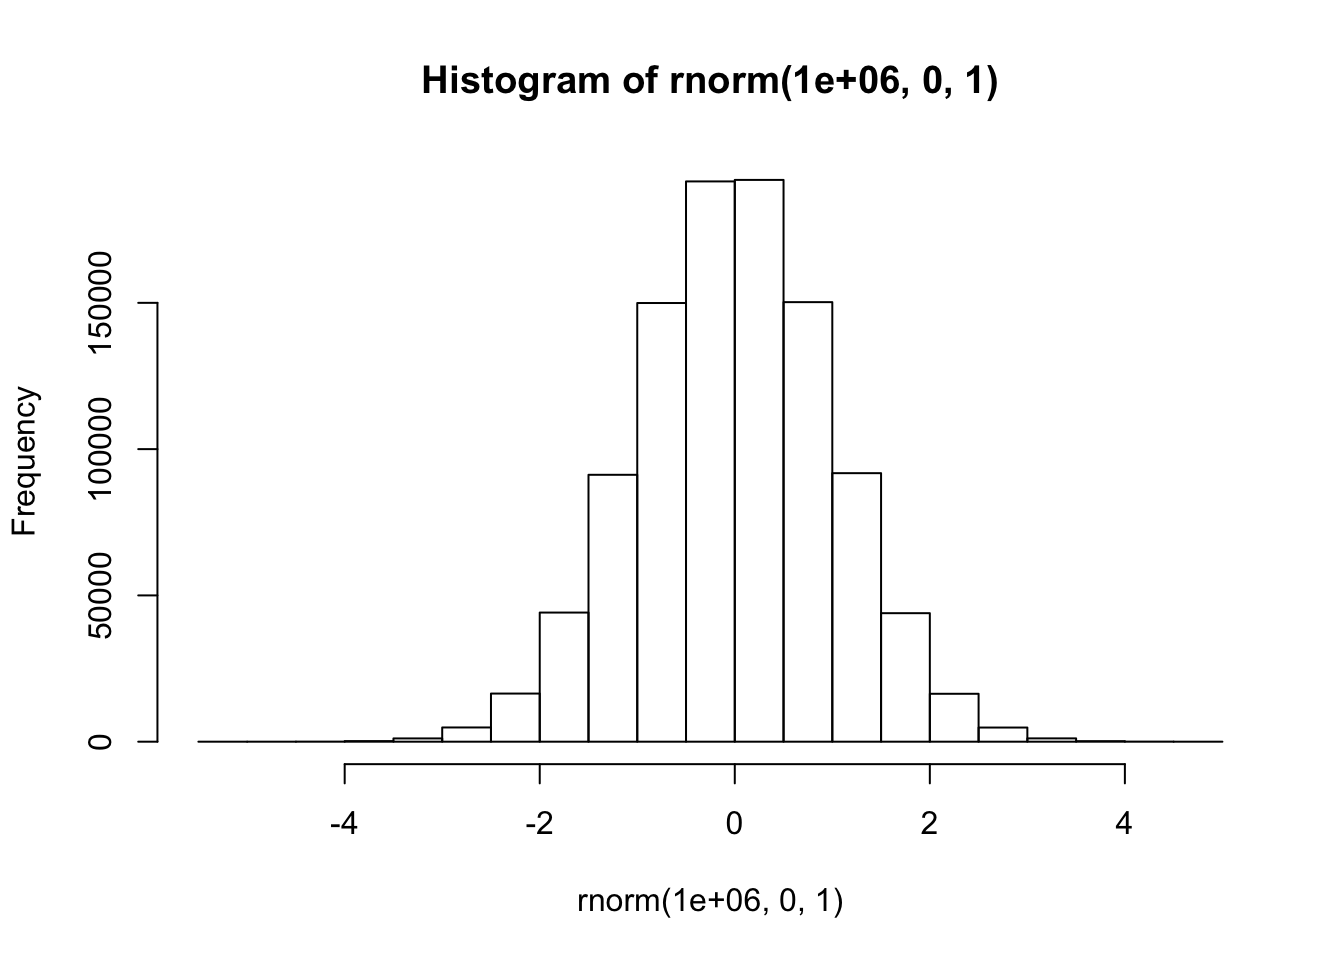 Histogram of rnorm(1e+06, 0, 1)
Frequency
150000
100000
50000
0
-4 -2 0 2 4
rnorm(1e+06, 0, 1)